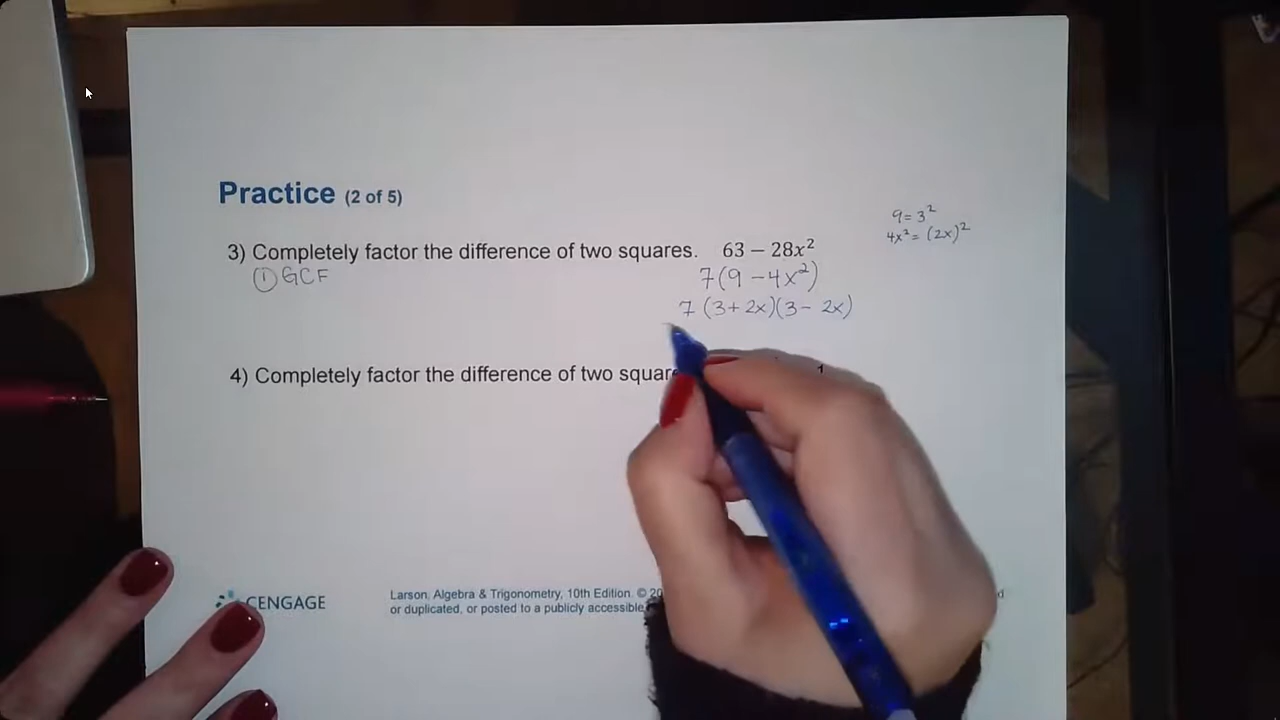 Practice (2 of 5)
9 = 3²
4x² = (2x)²
3) Completely factor the difference of two squares. 63 − 28x²
① GCF
7(9 − 4x²)
7 (3 + 2x)(3 − 2x)
4) Completely factor the difference of two
1
CENGAGE
Larson, Algebra & Trigonometry, 10th Edition. ©
or duplicated, or posted to a publicly accessible